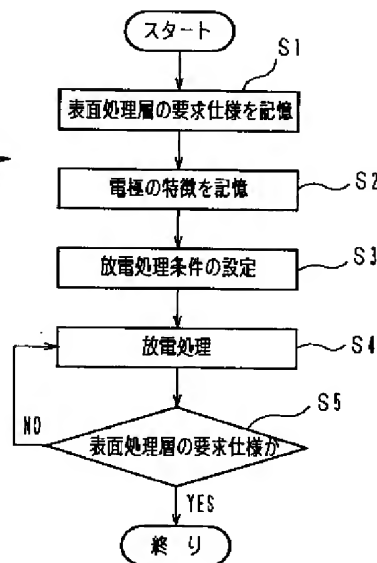 スタート
S1
表面処理層の要求仕様を記憶
電極の特徴を記憶
S2
放電処理条件の設定
S3
放電処理
S4
S5
表面処理層の要求仕様か
NO
YES
終り